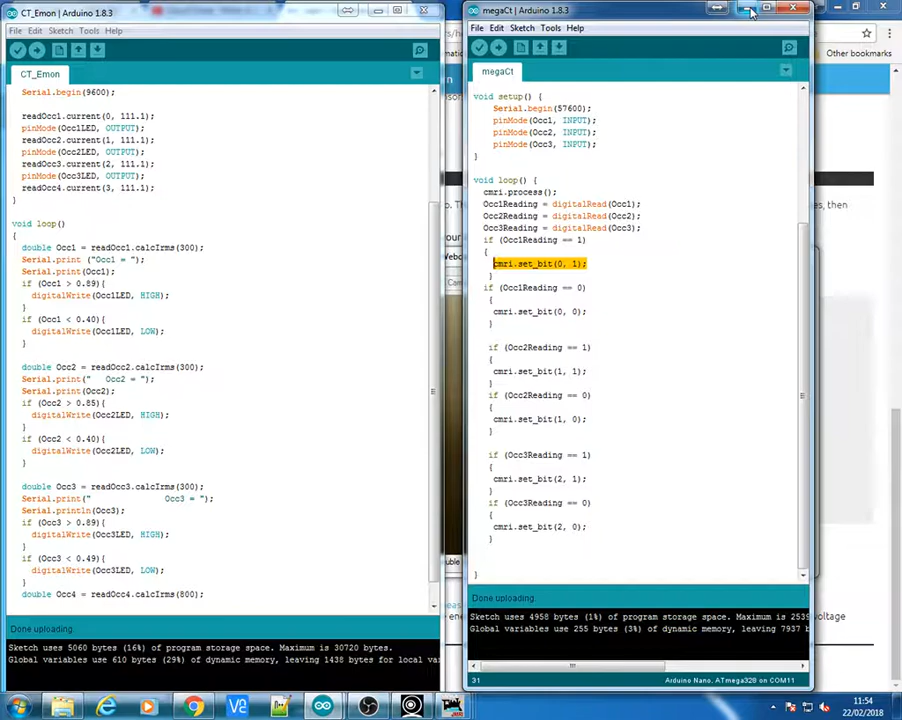 CT_Emon | Arduino 1.8.3
File Edit Sketch Tools Help
CT_Emon
Serial.begin(9600);
readOcc1.current(0, 111.1);
pinMode(Occ1LED, OUTPUT);
readOcc2.current(1, 111.1);
pinMode(Occ2LED, OUTPUT);
readOcc3.current(2, 111.1);
pinMode(Occ3LED, OUTPUT);
readOcc4.current(3, 111.1);
}
void loop()
{
double Occ1 = readOcc1.calcIrms(300);
Serial.print ("Occ1 = ");
Serial.print(Occ1);
if (Occ1 > 0.89){
digitalWrite(Occ1LED, HIGH);
}
if (Occ1 < 0.40){
digitalWrite(Occ1LED, LOW);
}
double Occ2 = readOcc2.calcIrms(300);
Serial.print("   Occ2 = ");
Serial.print(Occ2);
if (Occ2 > 0.85){
digitalWrite(Occ2LED, HIGH);
}
if (Occ2 < 0.40){
digitalWrite(Occ2LED, LOW);
}
double Occ3 = readOcc3.calcIrms(300);
Serial.print("                  Occ3 = ");
Serial.println(Occ3);
if (Occ3 > 0.89){
digitalWrite(Occ3LED, HIGH);
}
if (Occ3 < 0.49){
digitalWrite(Occ3LED, LOW);
}
double Occ4 = readOcc4.calcIrms(800);
Done uploading.
Sketch uses 5060 bytes (16%) of program storage space. Maximum is 30720 bytes.
Global variables use 610 bytes (29%) of dynamic memory, leaving 1438 bytes for local va
megaCt | Arduino 1.8.3
File Edit Sketch Tools Help
megaCt
void setup() {
Serial.begin(57600);
pinMode(Occ1, INPUT);
pinMode(Occ2, INPUT);
pinMode(Occ3, INPUT);
}
void loop() {
cmri.process();
Occ1Reading = digitalRead(Occ1);
Occ2Reading = digitalRead(Occ2);
Occ3Reading = digitalRead(Occ3);
if (Occ1Reading == 1)
{
cmri.set_bit(0, 1);
}
if (Occ1Reading == 0)
{
cmri.set_bit(0, 0);
}
if (Occ2Reading == 1)
{
cmri.set_bit(1, 1);
}
if (Occ2Reading == 0)
{
cmri.set_bit(1, 0);
}
if (Occ3Reading == 1)
{
cmri.set_bit(2, 1);
}
if (Occ3Reading == 0)
{
cmri.set_bit(2, 0);
}
}
Done uploading.
Sketch uses 4958 bytes (1%) of program storage space. Maximum is 2539
Global variables use 255 bytes (3%) of dynamic memory, leaving 7937 b
31
Arduino Nano, ATmega328 on COM11
Other bookmarks
es, then
voltage
11:54
22/02/2018